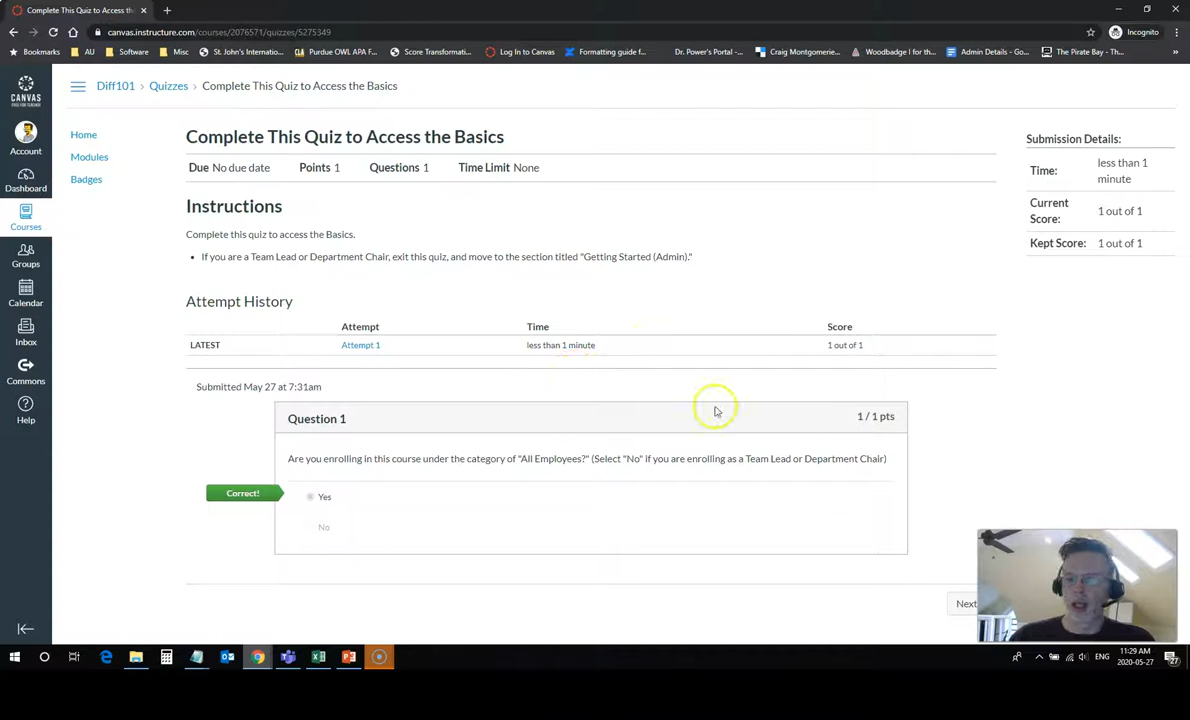 Complete This Quiz to Access the
canvas.instructure.com/courses/2076571/quizzes/5275349
Incognito
Bookmarks
AU
Software
Misc
St. John's Internatio...
Purdue OWL APA F...
Score Transformati...
Log In to Canvas
Formatting guide f...
Dr. Power's Portal -...
Craig Montgomerie...
Woodbadge I for th...
Admin Details - Go...
The Pirate Bay - Th...
CANVAS
FREE FOR TEACHER
Account
Dashboard
Courses
Groups
Calendar
Inbox
Commons
Help
Diff101 › Quizzes › Complete This Quiz to Access the Basics
Home
Modules
Badges
Complete This Quiz to Access the Basics
Due No due date Points 1 Questions 1 Time Limit None
Instructions
Complete this quiz to access the Basics.
• If you are a Team Lead or Department Chair, exit this quiz, and move to the section titled "Getting Started (Admin)."
Attempt History
Attempt Time Score
LATEST Attempt 1 less than 1 minute 1 out of 1
Submitted May 27 at 7:31am
Question 1 1 / 1 pts
Are you enrolling in this course under the category of "All Employees?" (Select "No" if you are enrolling as a Team Lead or Department Chair)
Correct! Yes
No
Next
Submission Details:
Time: less than 1
minute
Current
Score: 1 out of 1
Kept Score: 1 out of 1
ENG
11:29 AM
2020-05-27
27